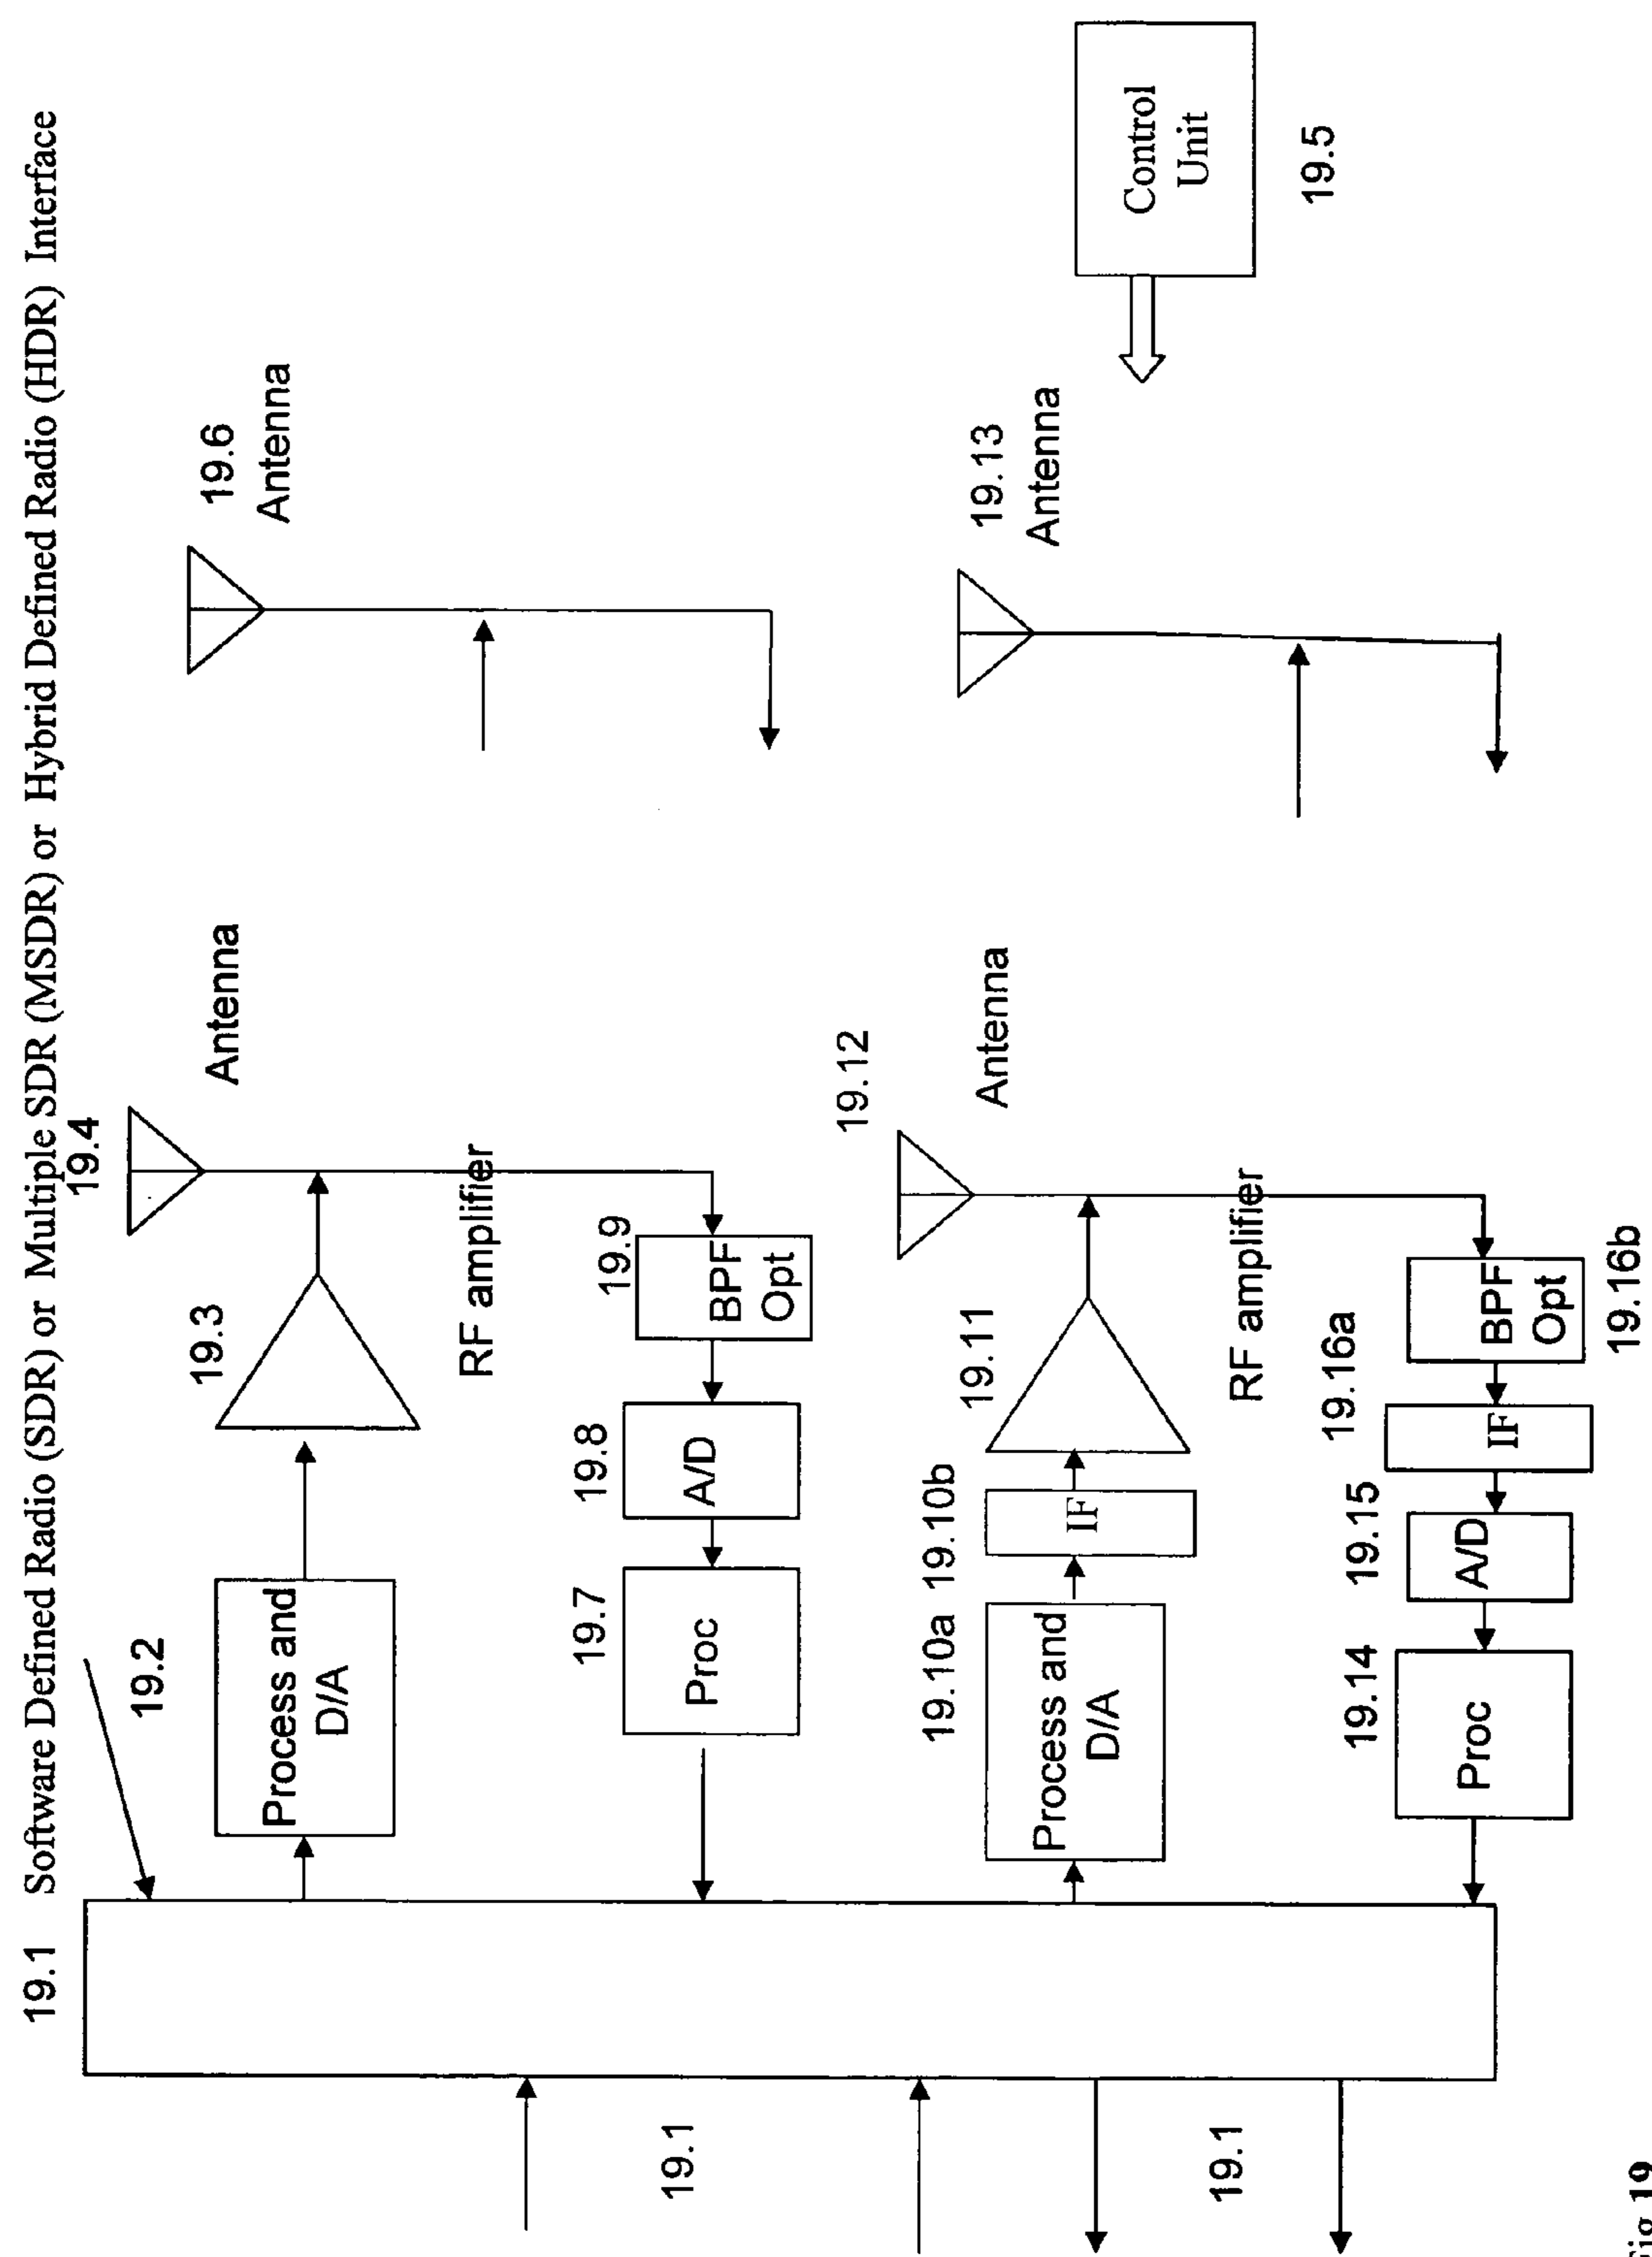 19.1 Software Defined Radio (SDR) or Multiple SDR (MSDR) or Hybrid Defined Radio (HDR) Interface
19.4
19.2
19.3
Antenna
19.6
Antenna
Process and
D/A
RF amplifier
19.7
19.8
19.9
Proc
A/D
BPF
Opt
19.1
19.12
Antenna
19.13
Antenna
Control
Unit
19.5
19.10a
19.10b
19.11
Process and
D/A
IF
RF amplifier
19.14
19.15
19.16a
Proc
A/D
IF
BPF
Opt
19.16b
19.1
Fig 19